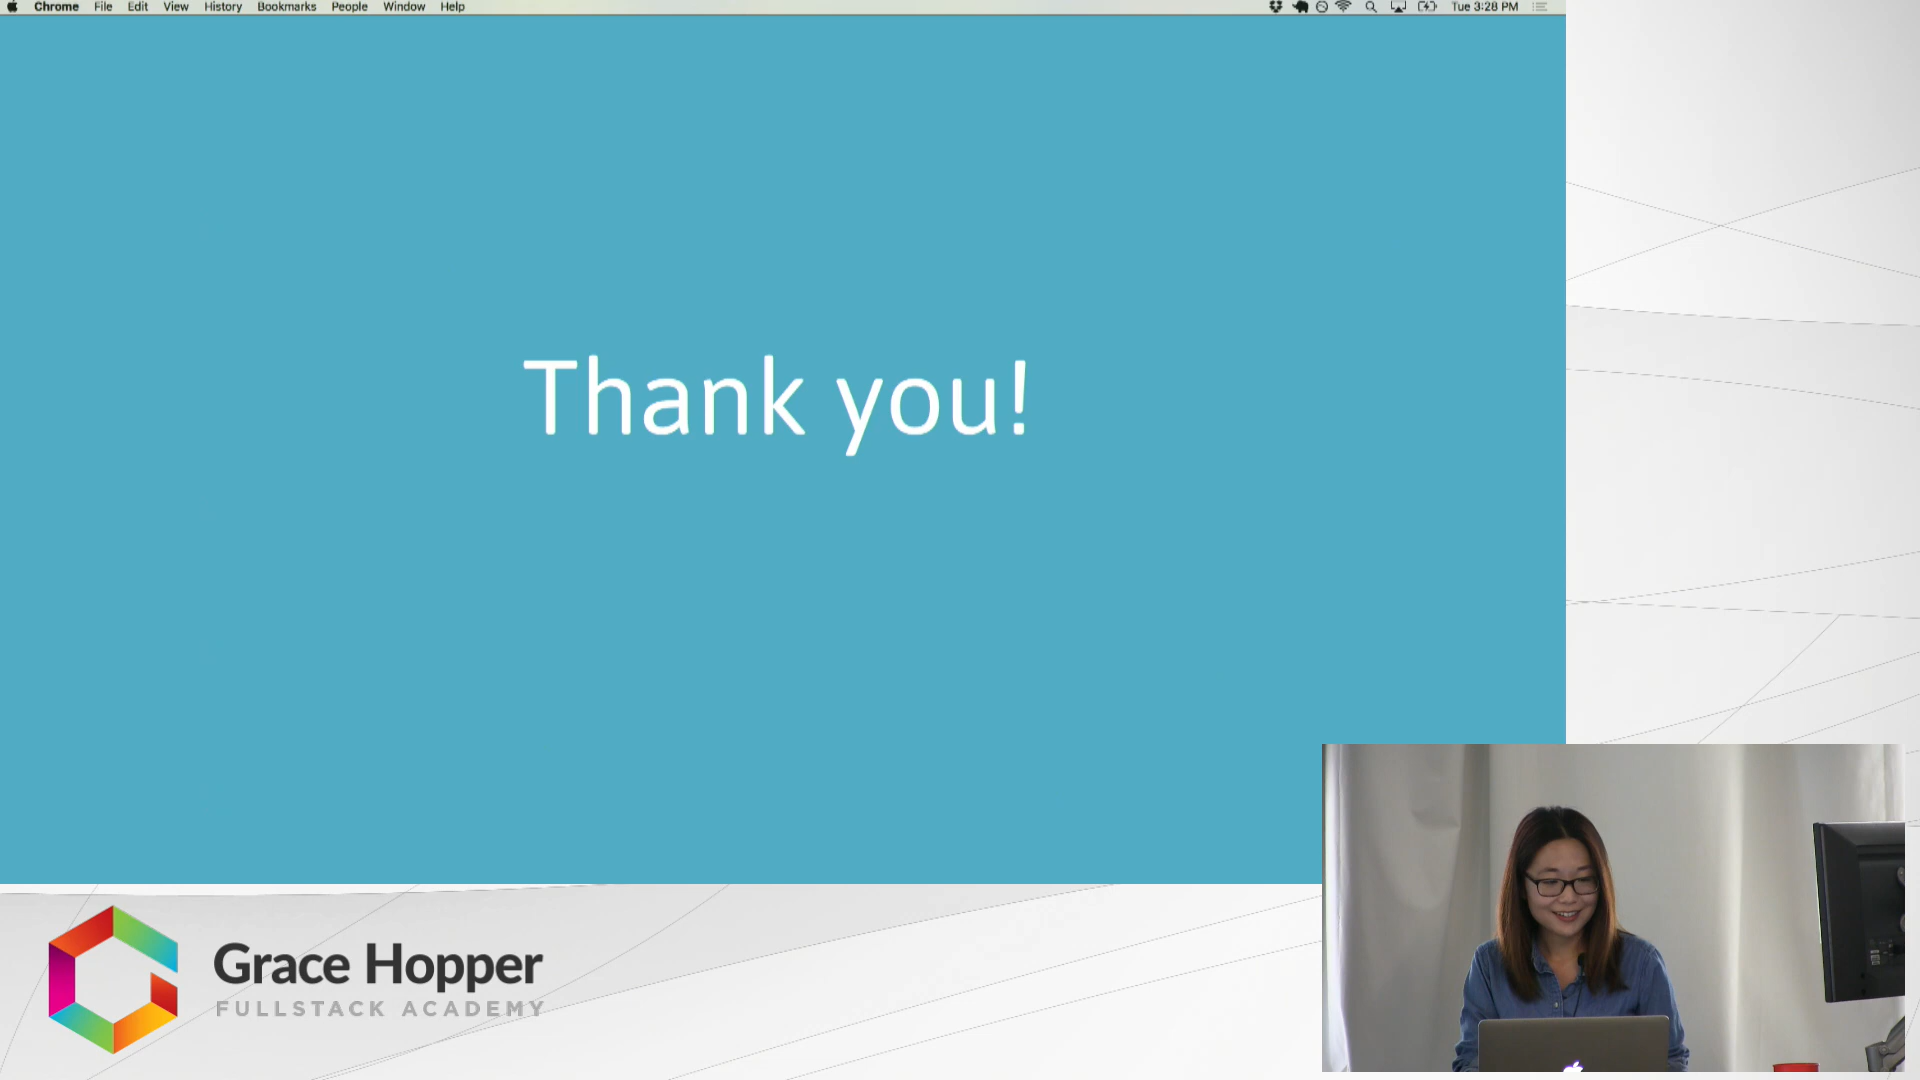 Chrome File Edit View History Bookmarks People Window Help Tue 3:28 PM
Thank you!
Grace Hopper
FULLSTACK ACADEMY